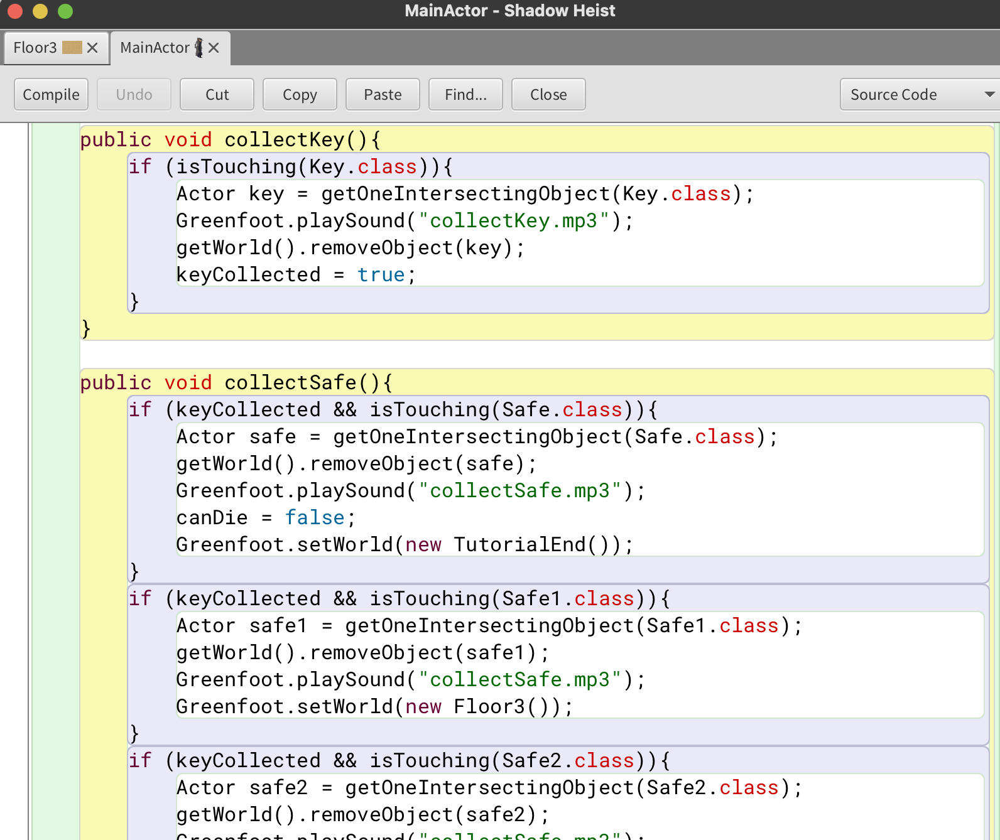 MainActor - Shadow Heist
Floor3
MainActor
Compile Undo Cut Copy Paste Find... Close Source Code
public void collectKey(){
if (isTouching(Key.class)){
Actor key = getOneIntersectingObject(Key.class);
Greenfoot.playSound("collectKey.mp3");
getWorld().removeObject(key);
keyCollected = true;
}
}
public void collectSafe(){
if (keyCollected && isTouching(Safe.class)){
Actor safe = getOneIntersectingObject(Safe.class);
getWorld().removeObject(safe);
Greenfoot.playSound("collectSafe.mp3");
canDie = false;
Greenfoot.setWorld(new TutorialEnd());
}
if (keyCollected && isTouching(Safe1.class)){
Actor safe1 = getOneIntersectingObject(Safe1.class);
getWorld().removeObject(safe1);
Greenfoot.playSound("collectSafe.mp3");
Greenfoot.setWorld(new Floor3());
}
if (keyCollected && isTouching(Safe2.class)){
Actor safe2 = getOneIntersectingObject(Safe2.class);
getWorld().removeObject(safe2);
Greenfoot.playSound("collectSafe.mp3");